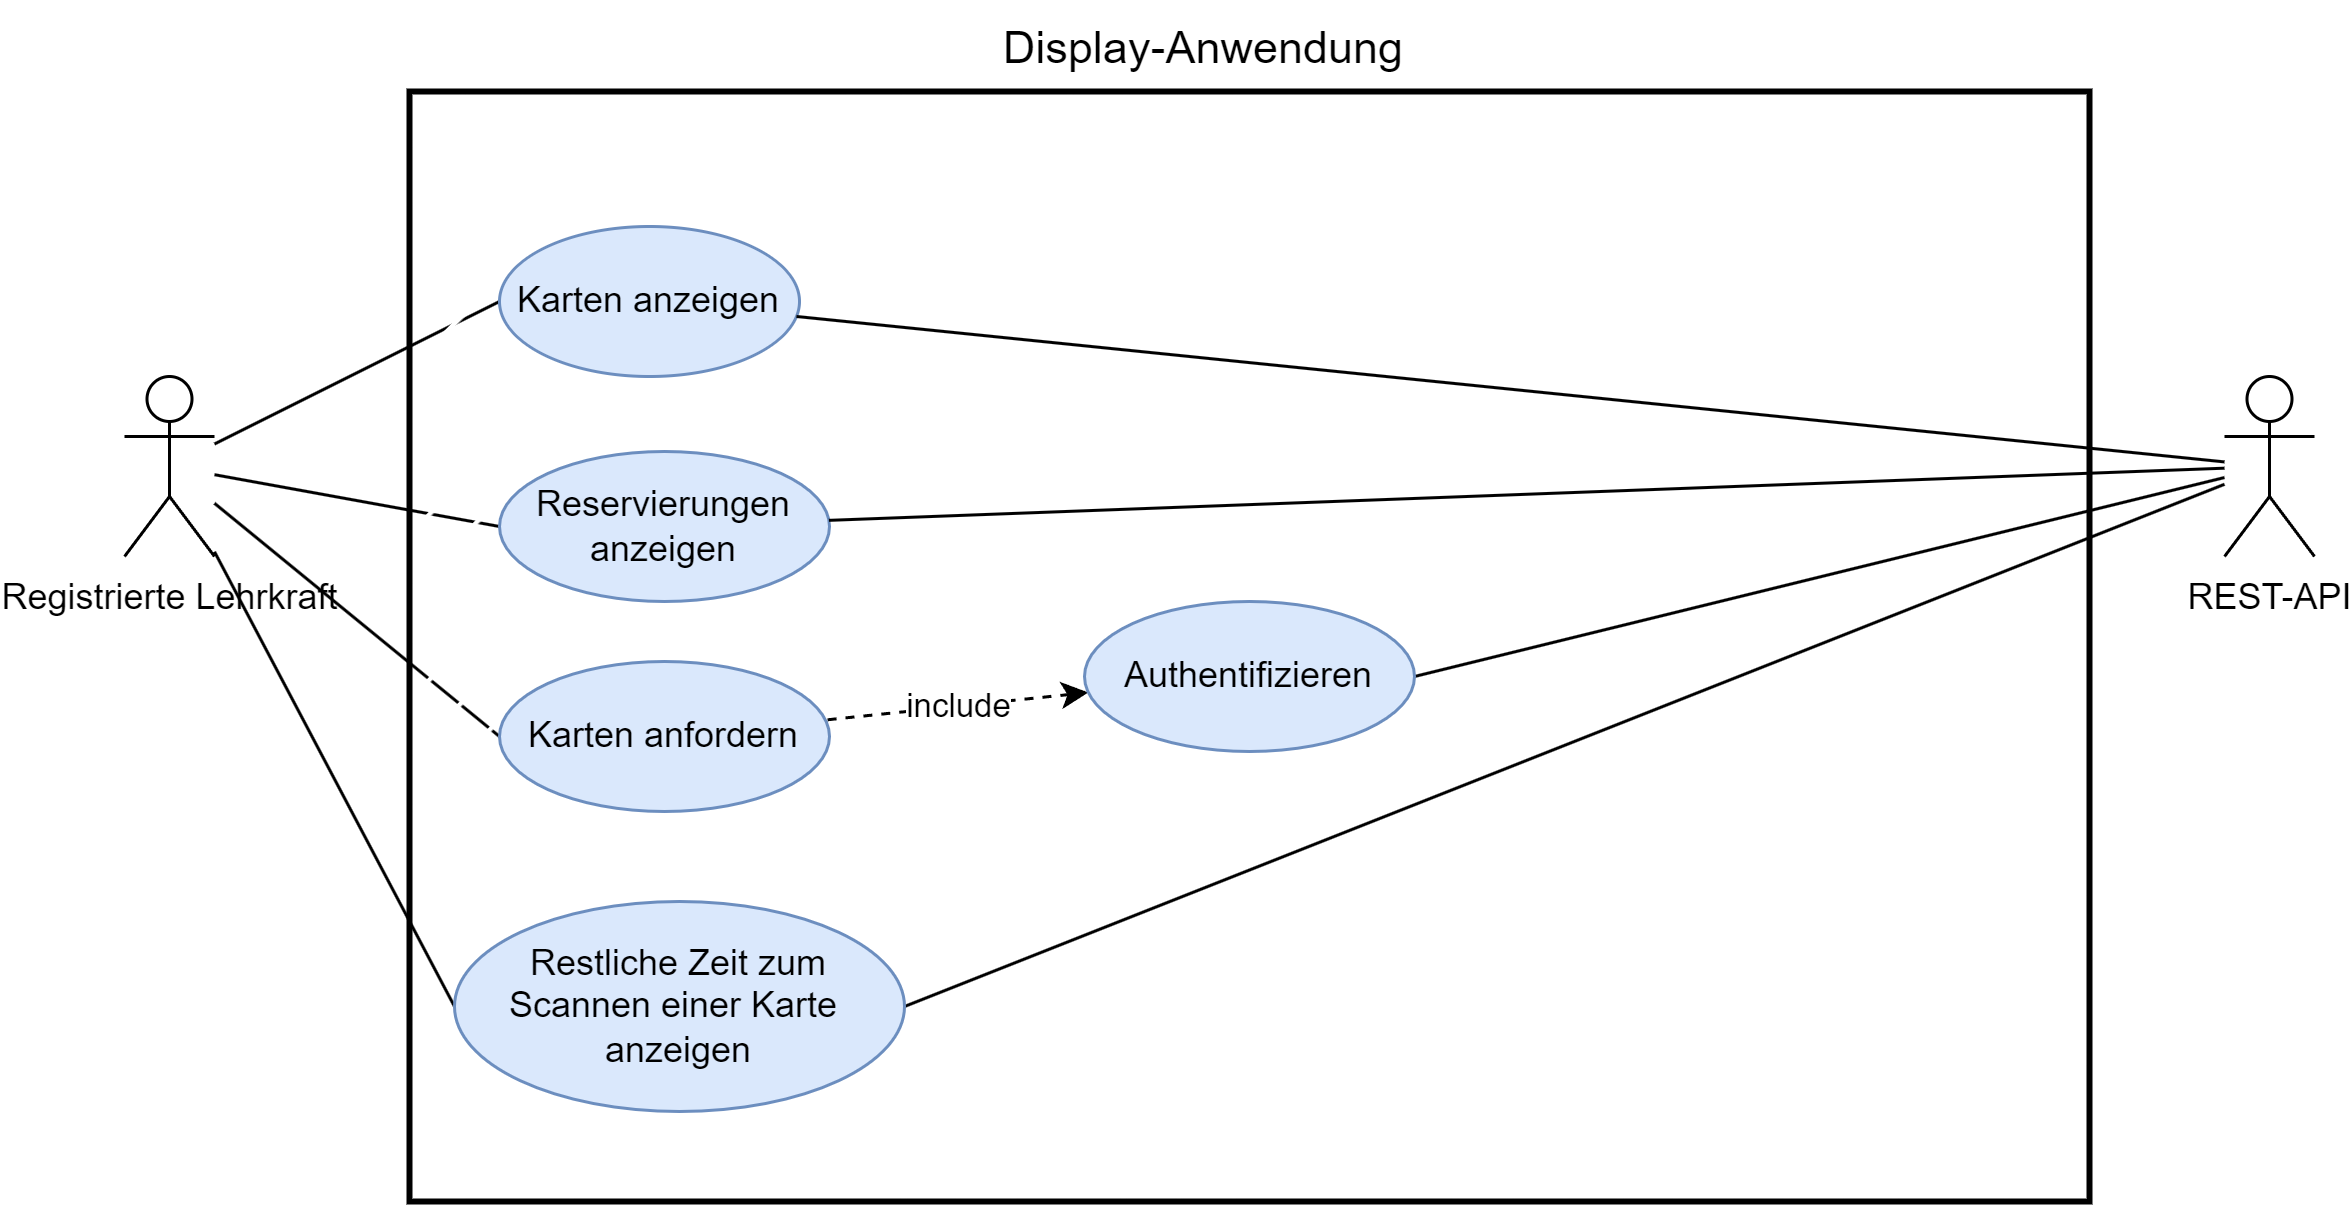 Display-Anwendung
Karten anzeigen
Reservierungen
anzeigen
Registrierte Lehrkraft
REST-API
Authentifizieren
include
Karten anfordern
Restliche Zeit zum
Scannen einer Karte
anzeigen